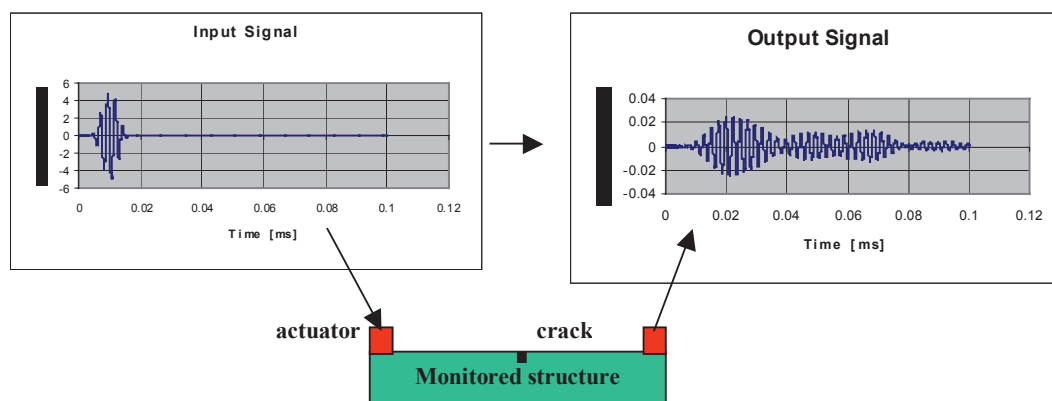 Input Signal
6
4
2
0
-2
-4
-6
0 0.02 0.04 0.06 0.08 0.1 0.12
Time [ms]
Output Signal
0.04
0.02
0
-0.02
-0.04
0 0.02 0.04 0.06 0.08 0.1 0.12
Time [ms]
actuator
crack
Monitored structure